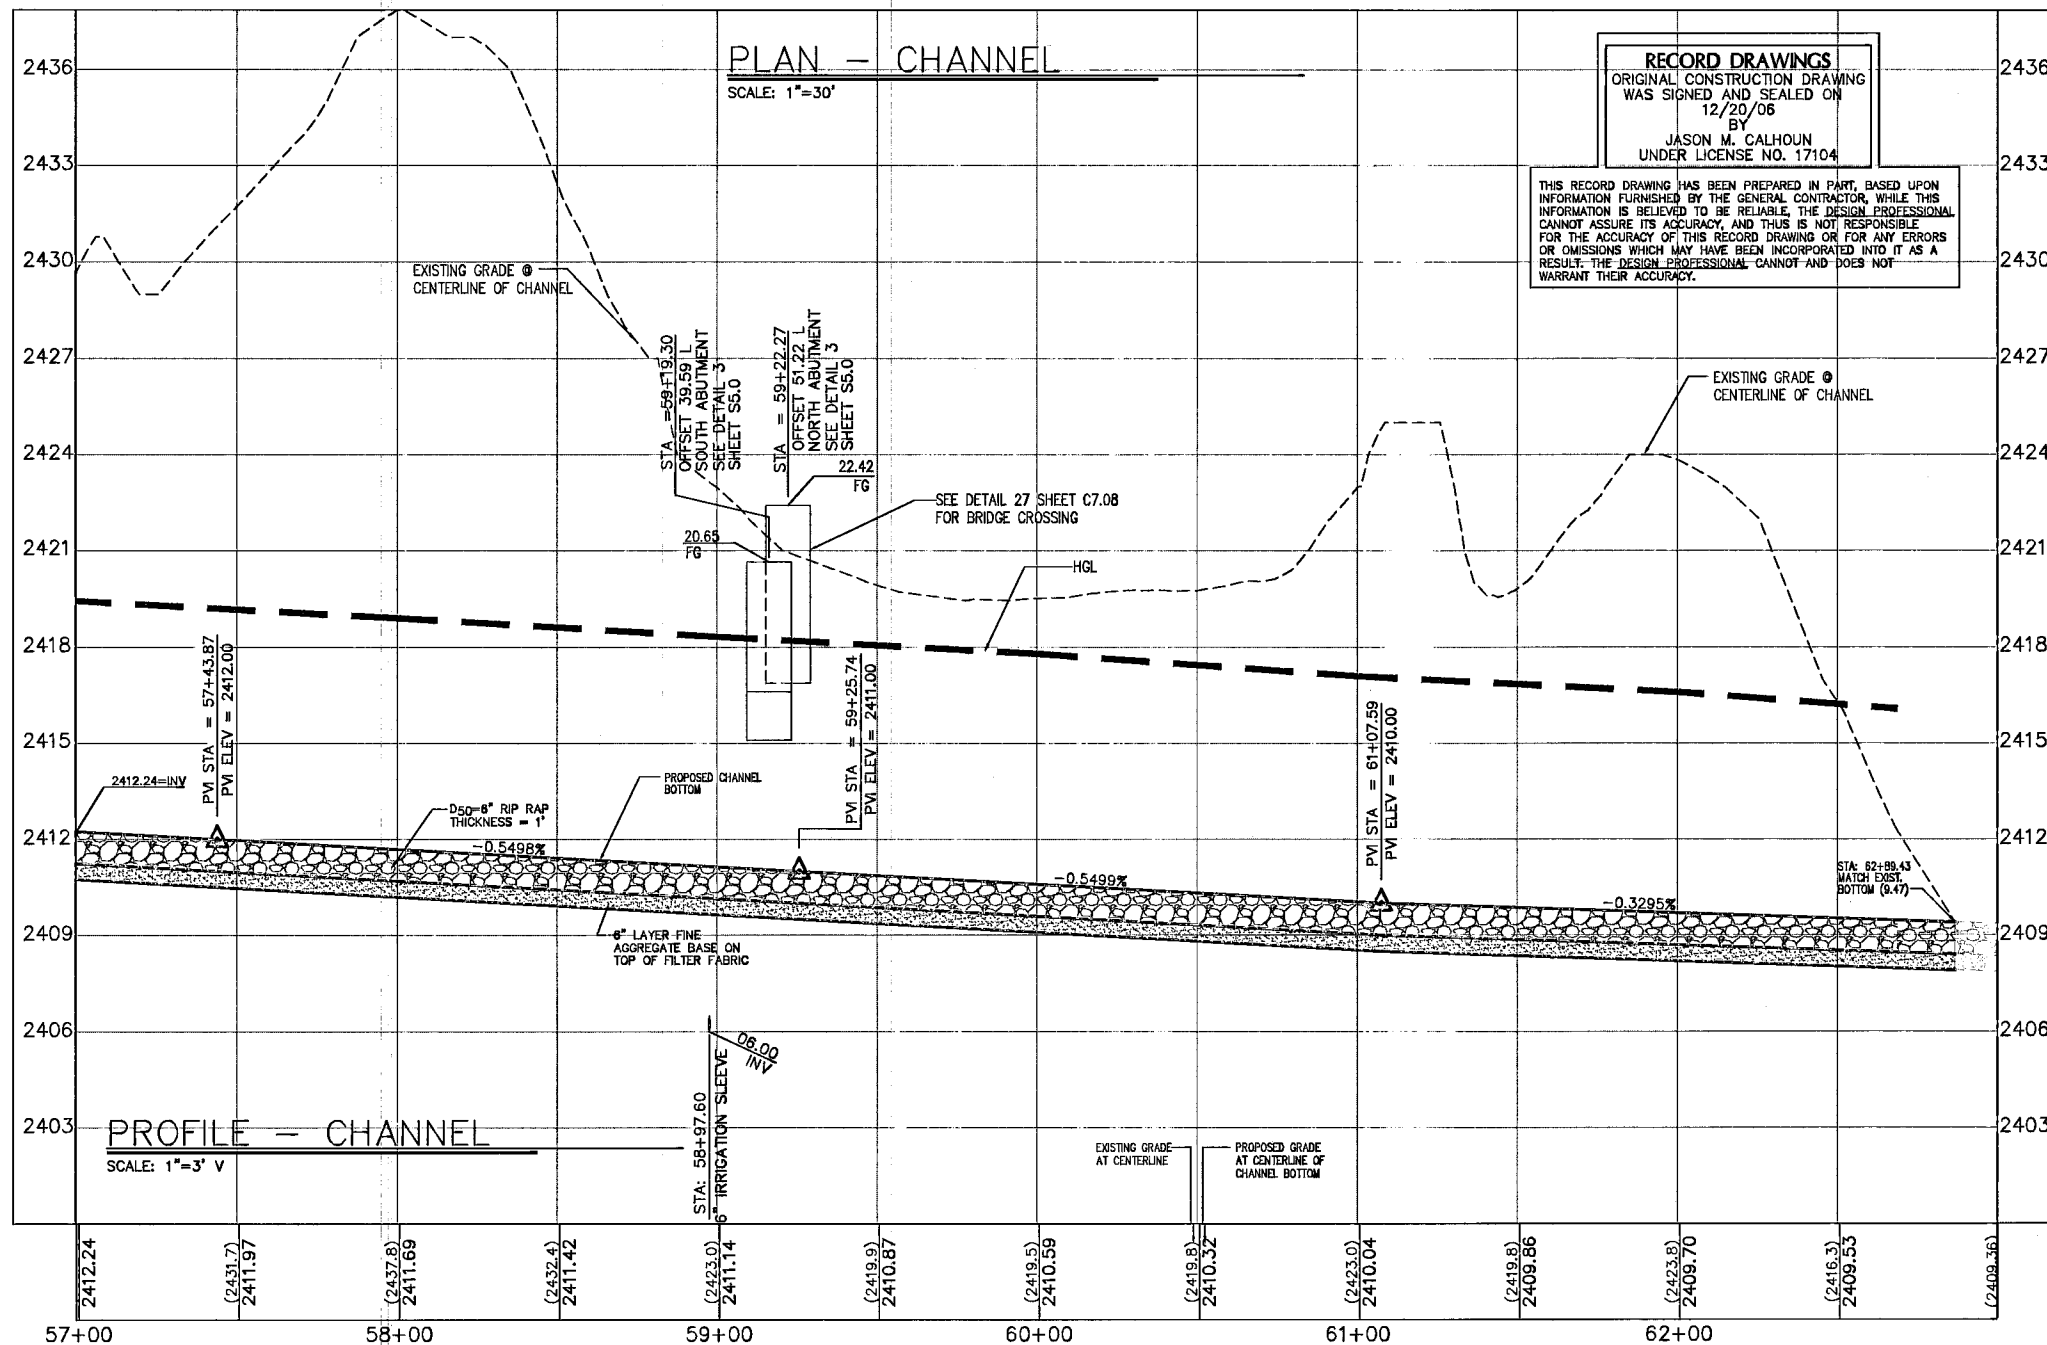 PLAN - CHANNEL
SCALE: 1"=30'
RECORD DRAWINGS
ORIGINAL CONSTRUCTION DRAWING
WAS SIGNED AND SEALED ON
12/20/06
BY
JASON M. CALHOUN
UNDER LICENSE NO. 17104
THIS RECORD DRAWING HAS BEEN PREPARED IN PART, BASED UPON
INFORMATION FURNISHED BY THE GENERAL CONTRACTOR, WHILE THIS
INFORMATION IS BELIEVED TO BE RELIABLE, THE DESIGN PROFESSIONAL
CANNOT ASSURE ITS ACCURACY, AND THUS IS NOT RESPONSIBLE
FOR THE ACCURACY OF THIS RECORD DRAWING OR FOR ANY ERRORS
OR OMISSIONS WHICH MAY HAVE BEEN INCORPORATED INTO IT AS A
RESULT. THE DESIGN PROFESSIONAL CANNOT AND DOES NOT
WARRANT THEIR ACCURACY.
2436
2433
2430
2427
2424
2421
2418
2415
2412
2409
2406
2403
2436
2433
2430
2427
2424
2421
2418
2415
2412
2409
2406
2403
EXISTING GRADE @
CENTERLINE OF CHANNEL
STA =59+19.30
OFFSET 39.59 L
SOUTH ABUTMENT
SEE DETAIL 3
SHEET S5.0
STA = 59+22.27
OFFSET 51.22 L
NORTH ABUTMENT
SEE DETAIL 3
SHEET S5.0
22.42
FG
20.65
FG
SEE DETAIL 27 SHEET C7.08
FOR BRIDGE CROSSING
HGL
EXISTING GRADE @
CENTERLINE OF CHANNEL
PVI STA = 57+43.87
PVI ELEV = 2412.00
PVI STA = 59+25.74
PVI ELEV = 2411.00
PVI STA = 61+07.59
PVI ELEV = 2410.00
2412.24=INV
D50=6" RIP RAP
THICKNESS = 1'
PROPOSED CHANNEL
BOTTOM
-0.5498%
-0.5499%
-0.3295%
STA: 62+89.43
MATCH EXIST.
BOTTOM (9.47)
6" LAYER FINE
AGGREGATE BASE ON
TOP OF FILTER FABRIC
06.00
INV
STA: 58+97.60
6" IRRIGATION SLEEVE
PROFILE - CHANNEL
SCALE: 1"=3' V
EXISTING GRADE
AT CENTERLINE
PROPOSED GRADE
AT CENTERLINE OF
CHANNEL BOTTOM
2412.24
(2431.7)
2411.97
(2437.8)
2411.69
(2432.4)
2411.42
(2423.0)
2411.14
(2419.9)
2410.87
(2419.5)
2410.59
(2419.8)
2410.32
(2423.0)
2410.04
(2419.8)
2409.86
(2423.8)
2409.70
(2416.3)
2409.53
(2409.36)
57+00
58+00
59+00
60+00
61+00
62+00